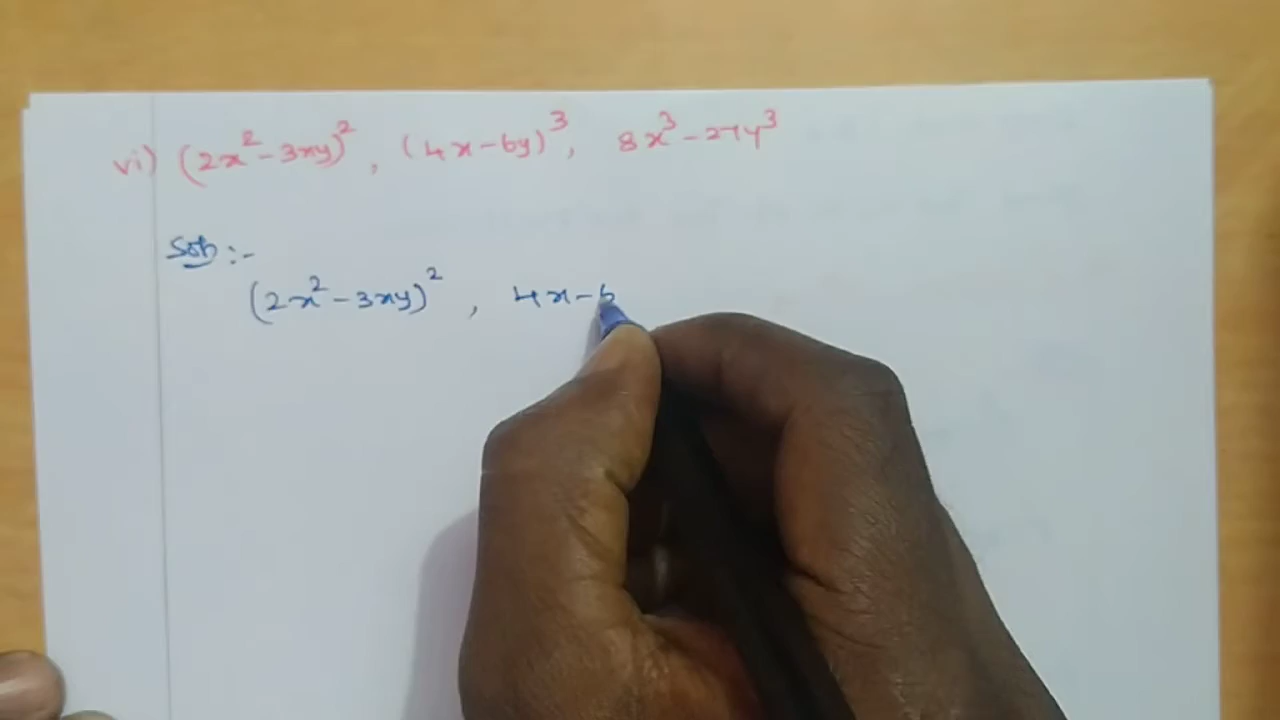 vi) (2x² - 3xy)², (4x - 6y)³, 8x³ - 27y³
Soln :-
(2x² - 3xy)², 4x - 6